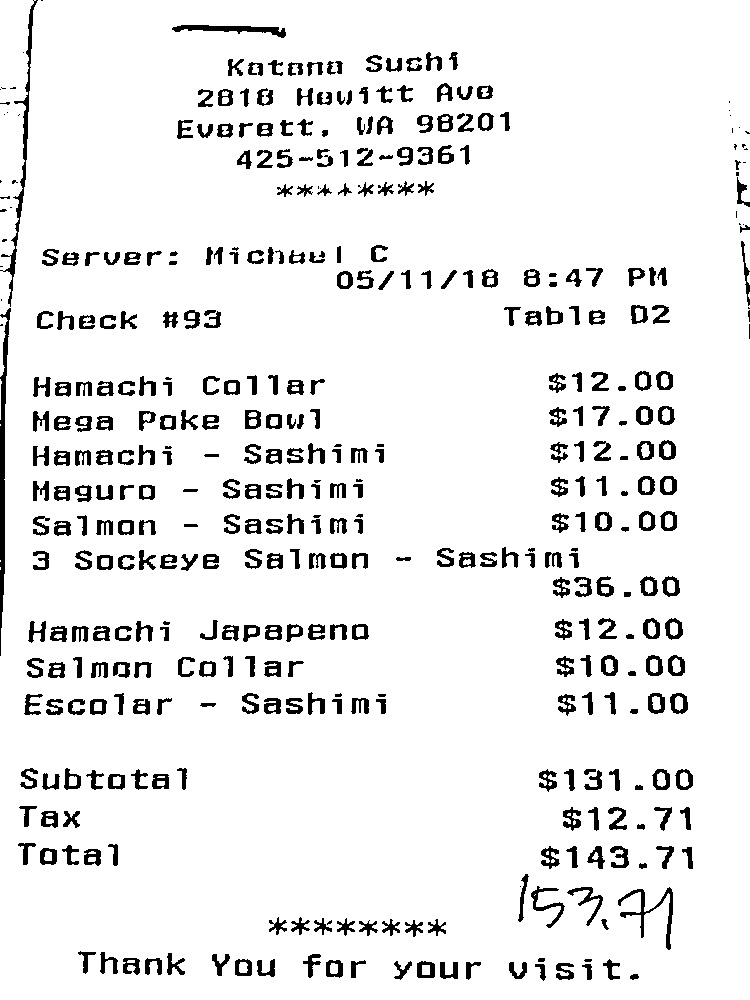 Katana Sushi
2818 Hewitt Ave
Everett, WA 98201
425-512-9361
********
Server: Michael C
05/11/18 8:47 PM
Check #93 Table D2
Hamachi Collar $12.00
Mega Poke Bowl $17.00
Hamachi - Sashimi $12.00
Maguro - Sashimi $11.00
Salmon - Sashimi $10.00
3 Sockeye Salmon - Sashimi
$36.00
Hamachi Japapeno $12.00
Salmon Collar $10.00
Escolar - Sashimi $11.00
Subtotal $131.00
Tax $12.71
Total $143.71
153.71
********
Thank You for your visit.